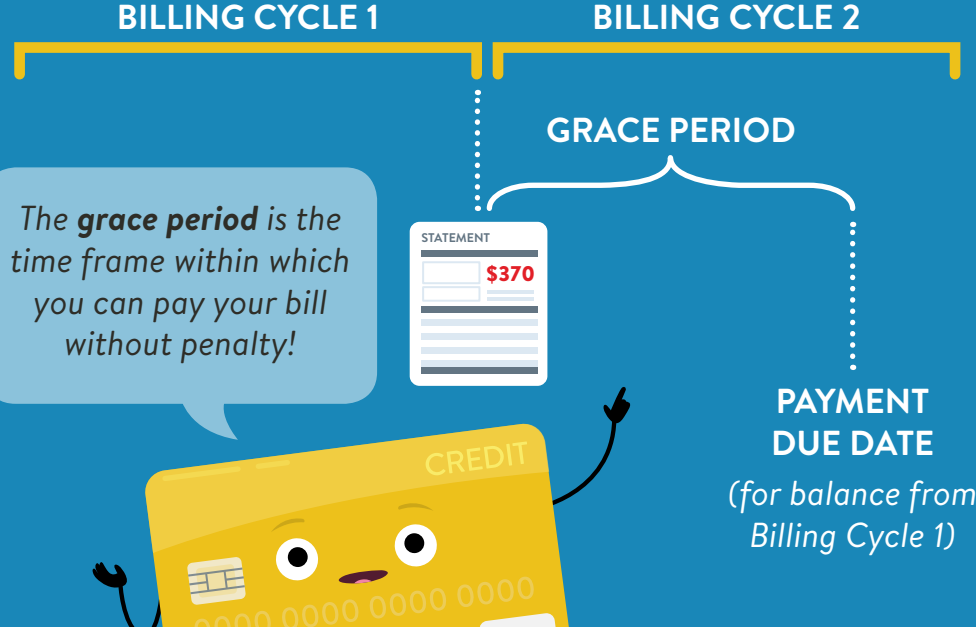 BILLING CYCLE 1
BILLING CYCLE 2
GRACE PERIOD
The grace period is the
time frame within which
you can pay your bill
without penalty!
STATEMENT
$370
PAYMENT
DUE DATE
(for balance from
Billing Cycle 1)
CREDIT
0000 0000 0000 0000